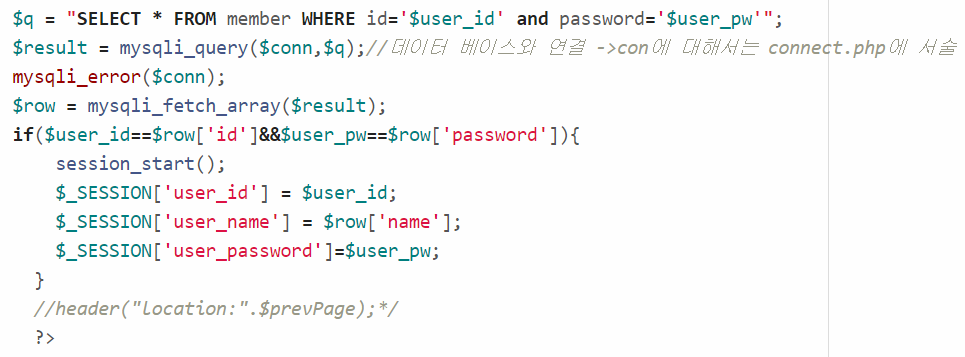 $q = "SELECT * FROM member WHERE id='$user_id' and password='$user_pw'";
$result = mysqli_query($conn,$q);//데이터 베이스와 연결 ->con에 대해서는 connect.php에 서술
mysqli_error($conn);
$row = mysqli_fetch_array($result);
if($user_id==$row['id']&&$user_pw==$row['password']){
    session_start();
    $_SESSION['user_id'] = $user_id;
    $_SESSION['user_name'] = $row['name'];
    $_SESSION['user_password']=$user_pw;
  }
  //header("location:".$prevPage);*/
  ?>